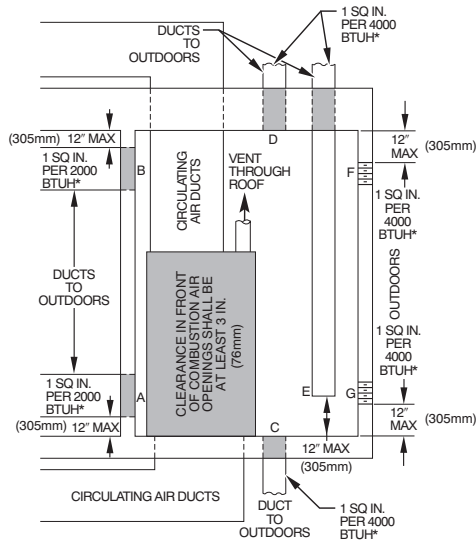 DUCTS
TO
OUTDOORS
1 SQ IN.
PER 4000
BTUH*
12" MAX
(305mm)
1 SQ IN.
PER 2000
BTUH*
B
DUCTS
TO
OUTDOORS
1 SQ IN.
PER 2000
BTUH*
A
12" MAX
(305mm)
CIRCULATING
AIR DUCTS
VENT
THROUGH
ROOF
D
CLEARANCE IN FRONT
OF COMBUSTION AIR
OPENINGS SHALL BE
AT LEAST 3 IN.
(76mm)
12"
MAX
(305mm)
F
1 SQ IN.
PER
4000
BTUH*
OUTDOORS
1 SQ IN.
PER
4000
BTUH*
E
G
12"
MAX
(305mm)
C
12" MAX
(305mm)
CIRCULATING AIR DUCTS
DUCT
TO
OUTDOORS
1 SQ IN.
PER 4000
BTUH*